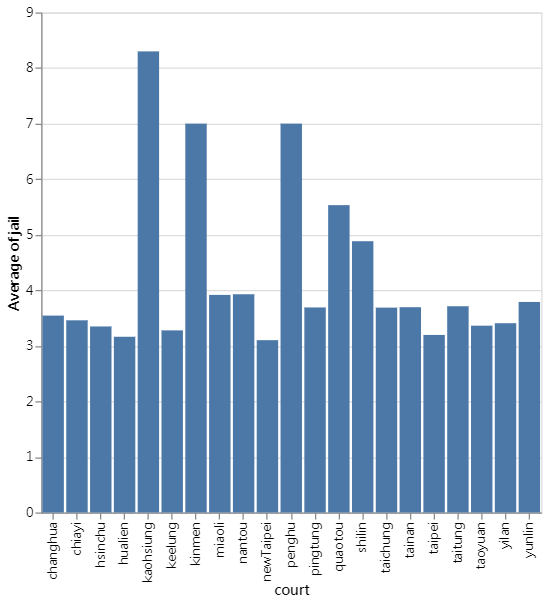 9
8
7
6
5
4
3
2
1
0
Average of jail
changhua
chiayi
hsinchu
hualien
kaohsiung
keelung
kinmen
miaoli
nantou
newTaipei
penghu
pingtung
quaotou
shilin
taichung
tainan
taipei
taitung
taoyuan
yilan
yunlin
court